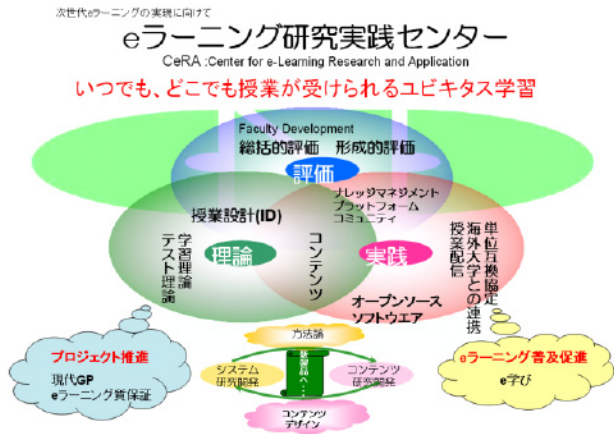 次世代eラーニングの実現に向けて
eラーニング研究実践センター
CeRA :Center for e-Learning Research and Application
いつでも、どこでも授業が受けられるユビキタス学習
Faculty Development
総括的評価 形成的評価
評価
ナレッジマネジメント
プラットフォーム
コミュニティ
授業設計(ID)
理論
学習理論
テスト理論
コンテンツ
実践
単位互換協定
海外大学との連携
授業配信
オープンソース
ソフトウエア
プロジェクト推進
現代GP
eラーニング質保証
方法論
システム
研究開発
コンテンツ
研究開発
コンテンツ
デザイン
eラーニング普及促進
e学び